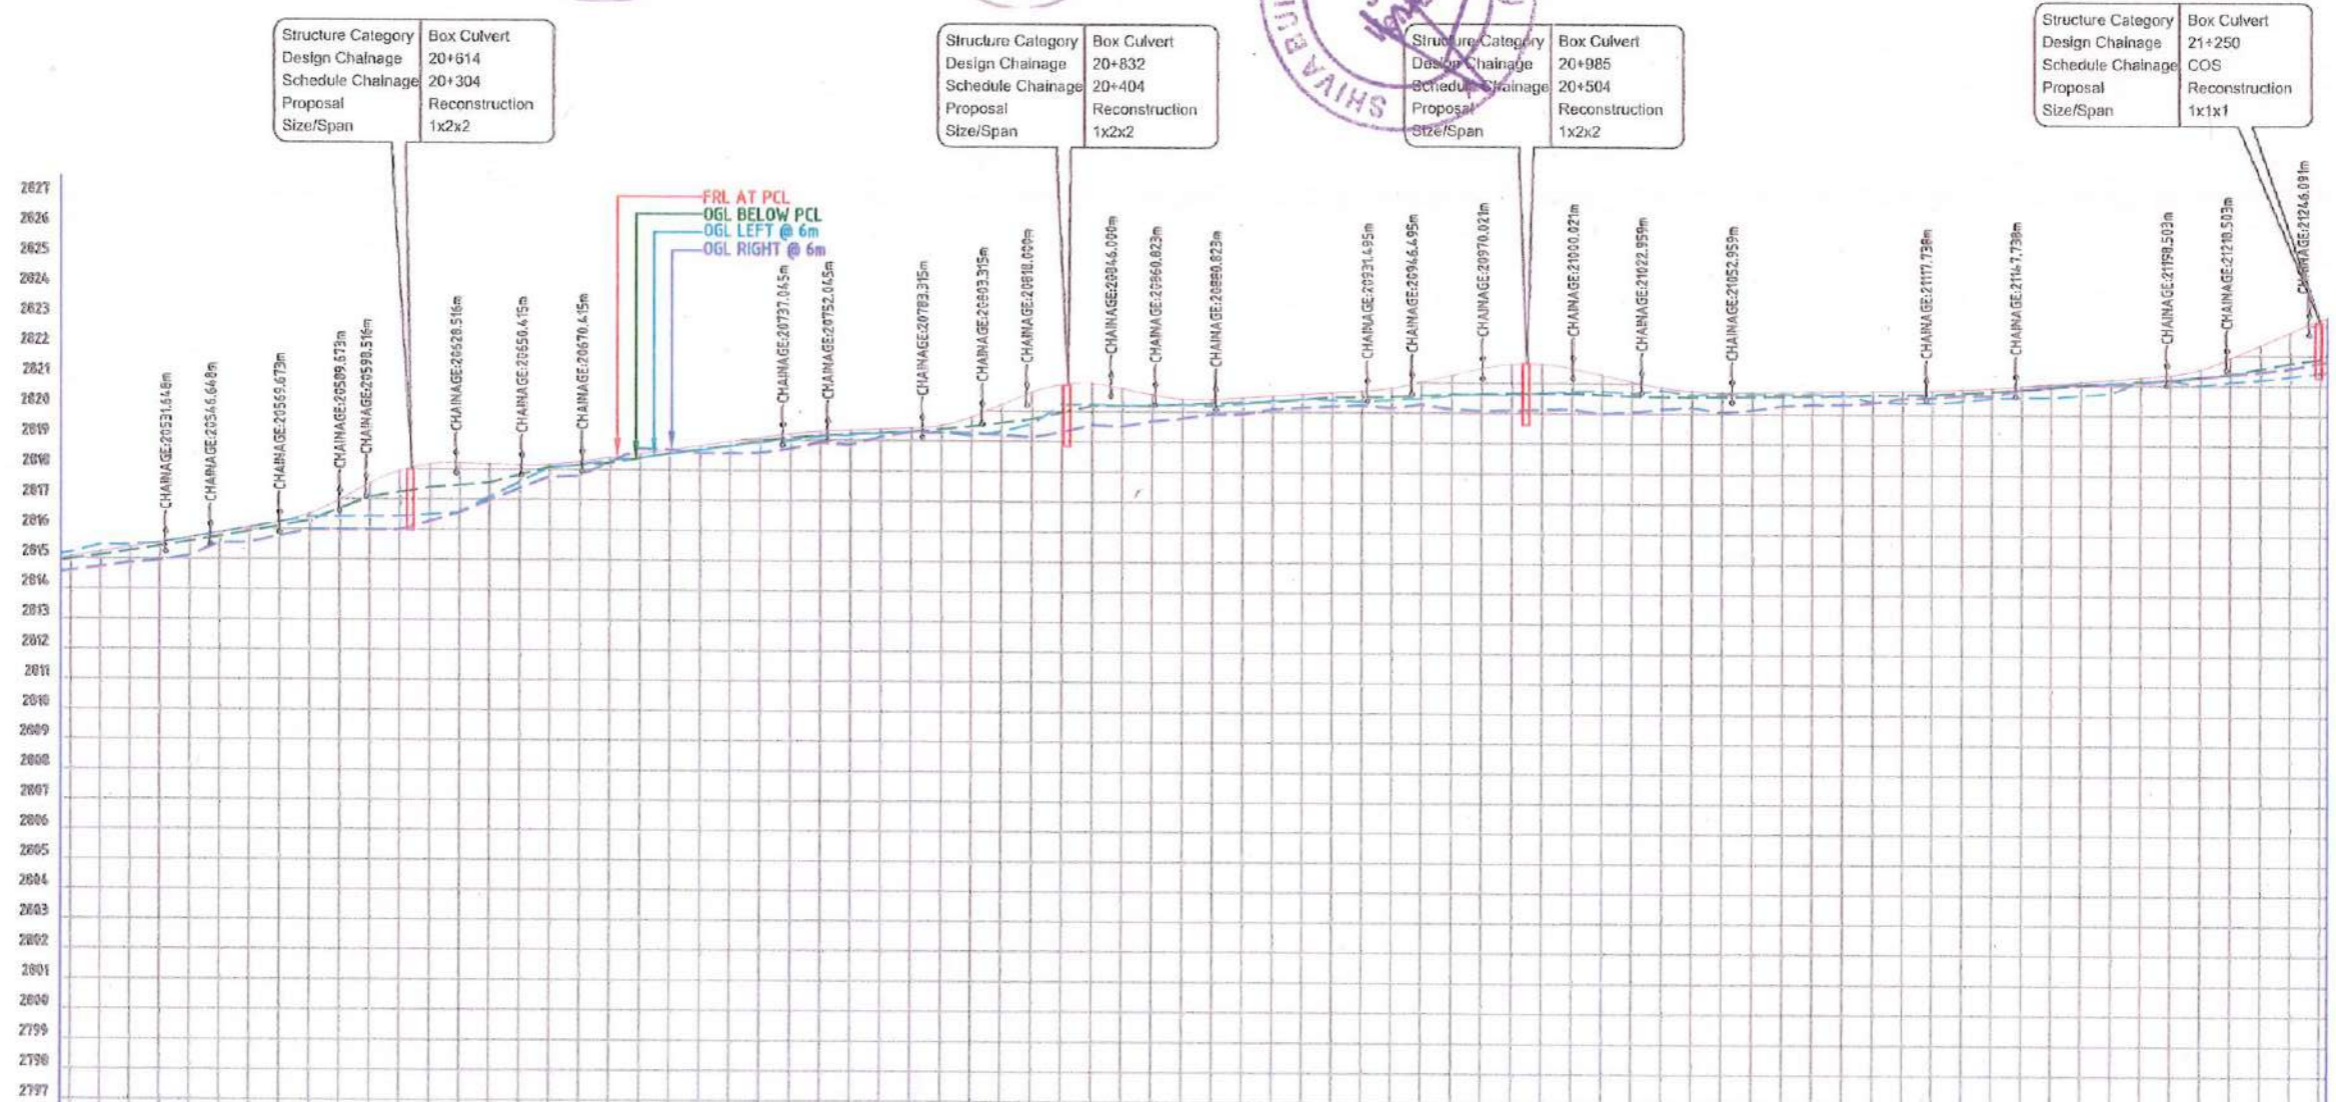 Structure Category Box Culvert
Design Chainage 20+614
Schedule Chainage 20+304
Proposal Reconstruction
Size/Span 1x2x2
Structure Category Box Culvert
Design Chainage 20+832
Schedule Chainage 20+404
Proposal Reconstruction
Size/Span 1x2x2
Structure Category Box Culvert
Design Chainage 20+985
Schedule Chainage 20+504
Proposal Reconstruction
Size/Span 1x2x2
Structure Category Box Culvert
Design Chainage 21+250
Schedule Chainage COS
Proposal Reconstruction
Size/Span 1x1x1
SHIVA
FRL AT PCL
OGL BELOW PCL
OGL LEFT @ 6m
OGL RIGHT @ 6m
CHAINAGE:20531.648m
CHAINAGE:20546.648m
CHAINAGE:20569.673m
CHAINAGE:20589.673m
CHAINAGE:20598.516m
CHAINAGE:20628.516m
CHAINAGE:20650.415m
CHAINAGE:20670.415m
CHAINAGE:20737.045m
CHAINAGE:20752.045m
CHAINAGE:20783.315m
CHAINAGE:20803.315m
CHAINAGE:20818.000m
CHAINAGE:20846.000m
CHAINAGE:20860.823m
CHAINAGE:20880.823m
CHAINAGE:20931.495m
CHAINAGE:20946.495m
CHAINAGE:20970.021m
CHAINAGE:21000.021m
CHAINAGE:21022.959m
CHAINAGE:21052.959m
CHAINAGE:21117.738m
CHAINAGE:21147.738m
CHAINAGE:21198.503m
CHAINAGE:21218.503m
CHAINAGE:21246.091m
2827
2826
2825
2824
2823
2822
2821
2820
2819
2818
2817
2816
2815
2814
2813
2812
2811
2810
2809
2808
2807
2806
2805
2804
2803
2802
2801
2800
2799
2798
2797